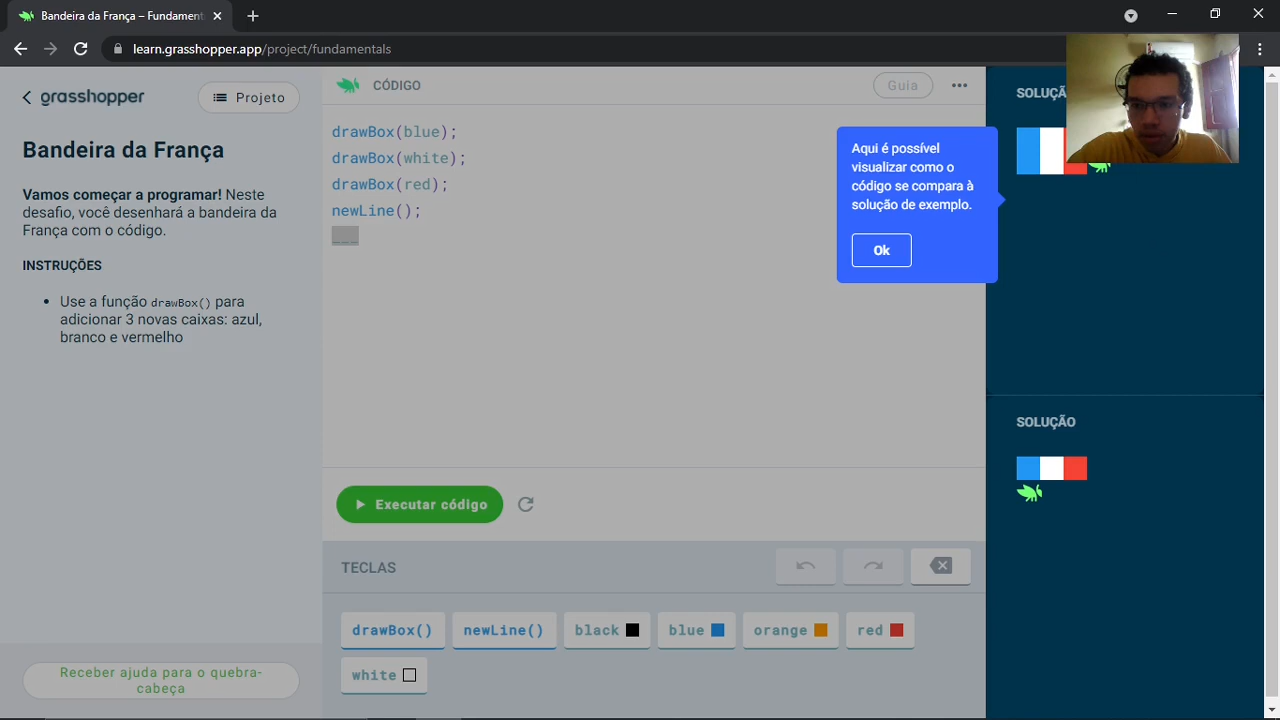 Bandeira da França – Fundament
learn.grasshopper.app/project/fundamentals
grasshopper
Projeto
Bandeira da França
Vamos começar a programar! Neste
desafio, você desenhará a bandeira da
França com o código.
INSTRUÇÕES
• Use a função drawBox() para
adicionar 3 novas caixas: azul,
branco e vermelho
Receber ajuda para o quebra-
cabeça
CÓDIGO
Guia
drawBox(blue);
drawBox(white);
drawBox(red);
newLine();
___
Executar código
TECLAS
drawBox()
newLine()
black
blue
orange
red
white
Aqui é possível
visualizar como o
código se compara à
solução de exemplo.
Ok
SOLUÇÃO